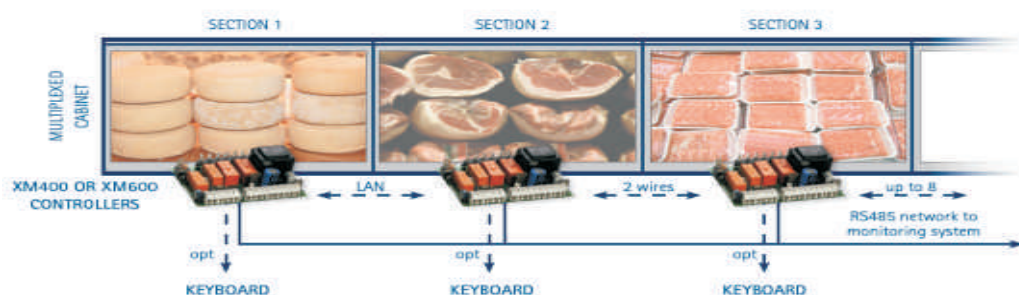 SECTION 1
SECTION 2
SECTION 3
MULTIPLEXED
CABINET
XM400 OR XM600
CONTROLLERS
LAN
2 wires
up to 8
RS485 network to
monitoring system
opt
opt
opt
KEYBOARD
KEYBOARD
KEYBOARD